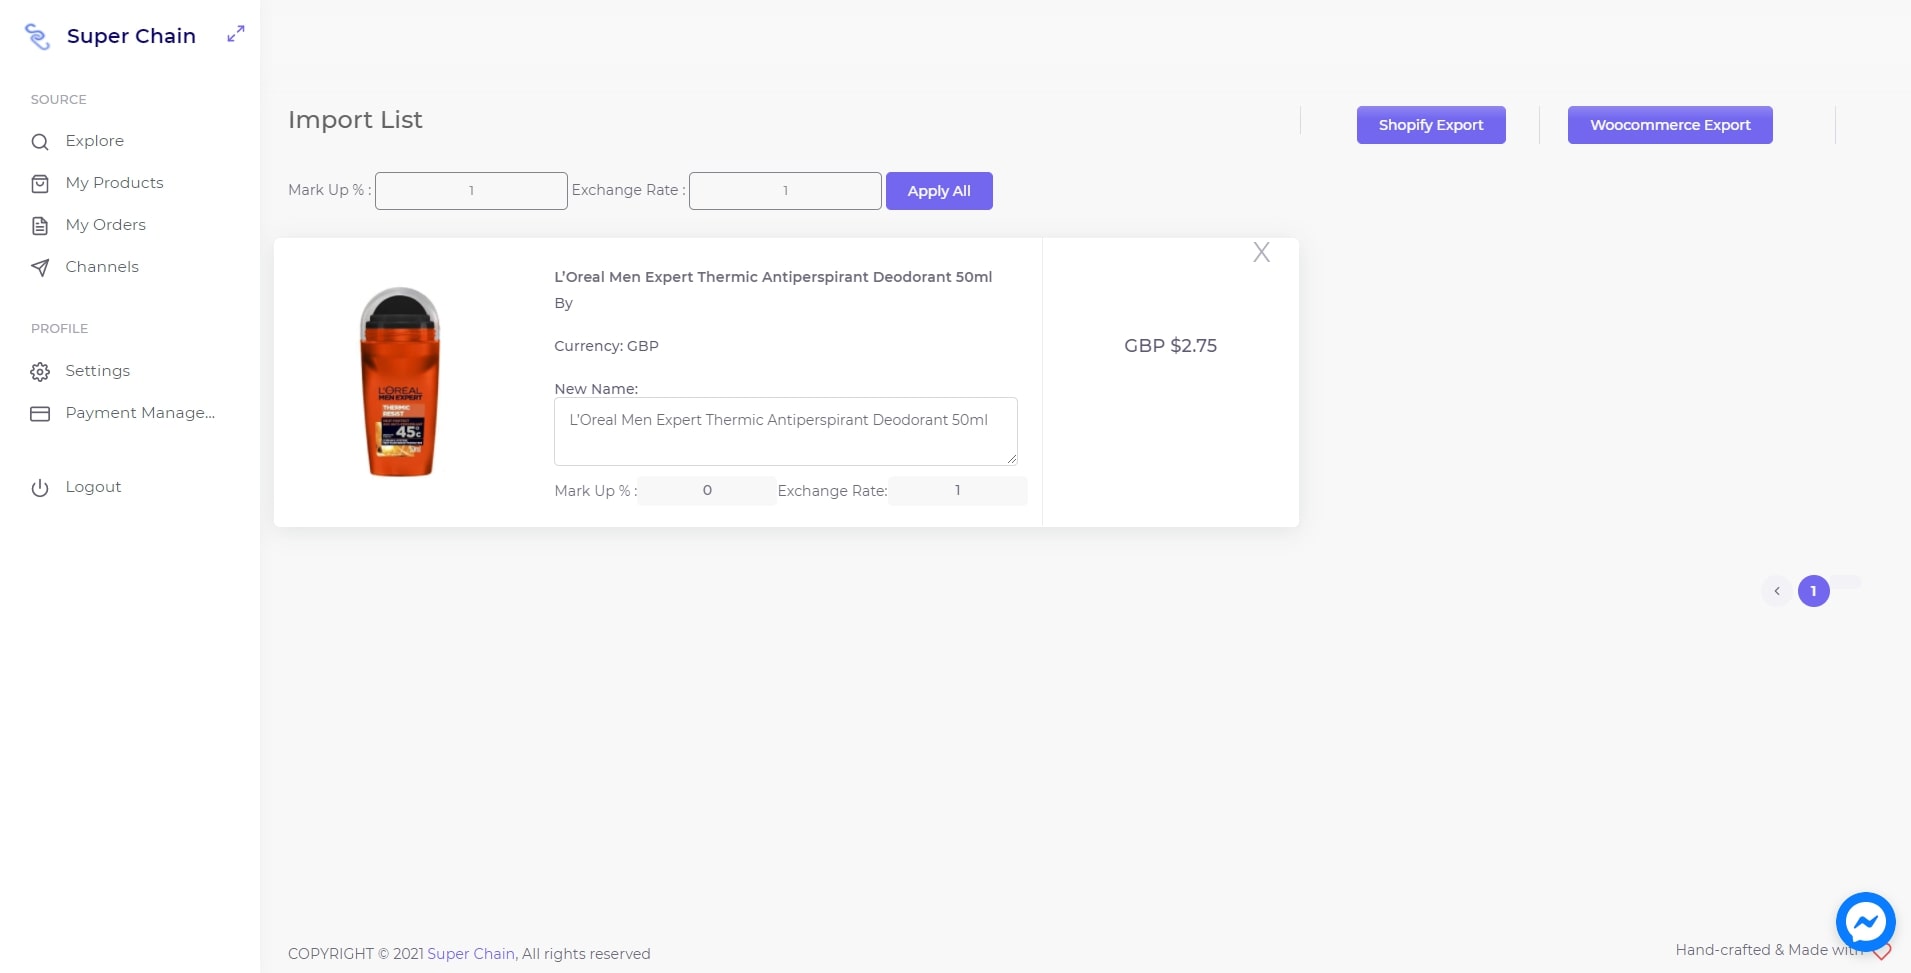 Super Chain
SOURCE
Explore
My Products
My Orders
Channels
PROFILE
Settings
Payment Manage...
Logout
Import List
Shopify Export
Woocommerce Export
Mark Up % : 1 Exchange Rate : 1 Apply All
X
L'Oreal Men Expert Thermic Antiperspirant Deodorant 50ml
By
Currency: GBP
GBP $2.75
New Name:
L'Oreal Men Expert Thermic Antiperspirant Deodorant 50ml
Mark Up % : 0 Exchange Rate: 1
L'ORÉAL
MEN EXPERT
THERMIC
RESIST
45°c
< 1
COPYRIGHT © 2021 Super Chain, All rights reserved
Hand-crafted & Made with